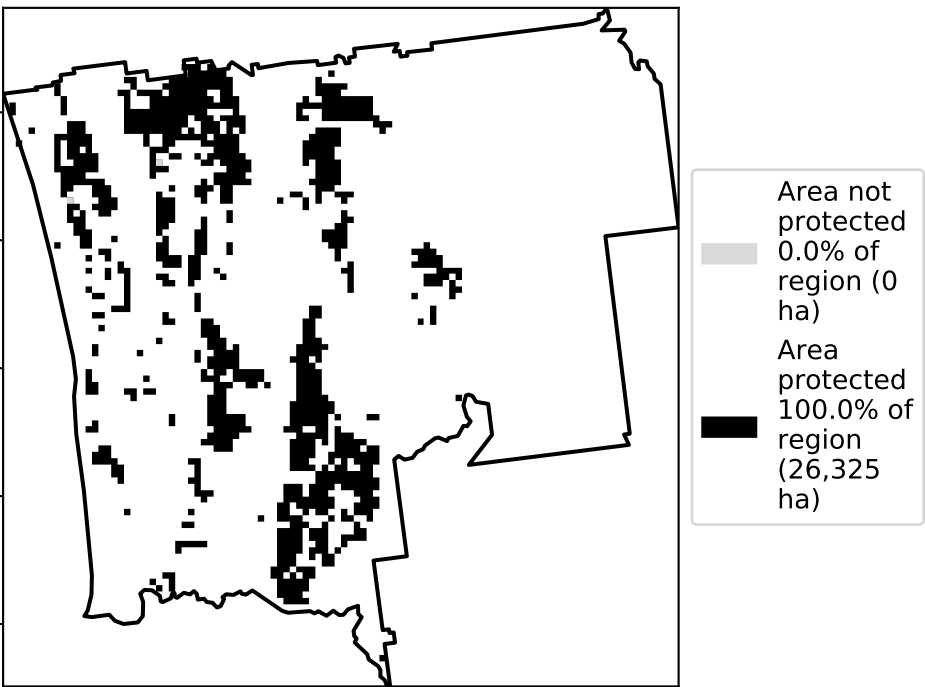 Area not
protected
0.0% of
region (0
ha)
Area
protected
100.0% of
region
(26,325
ha)